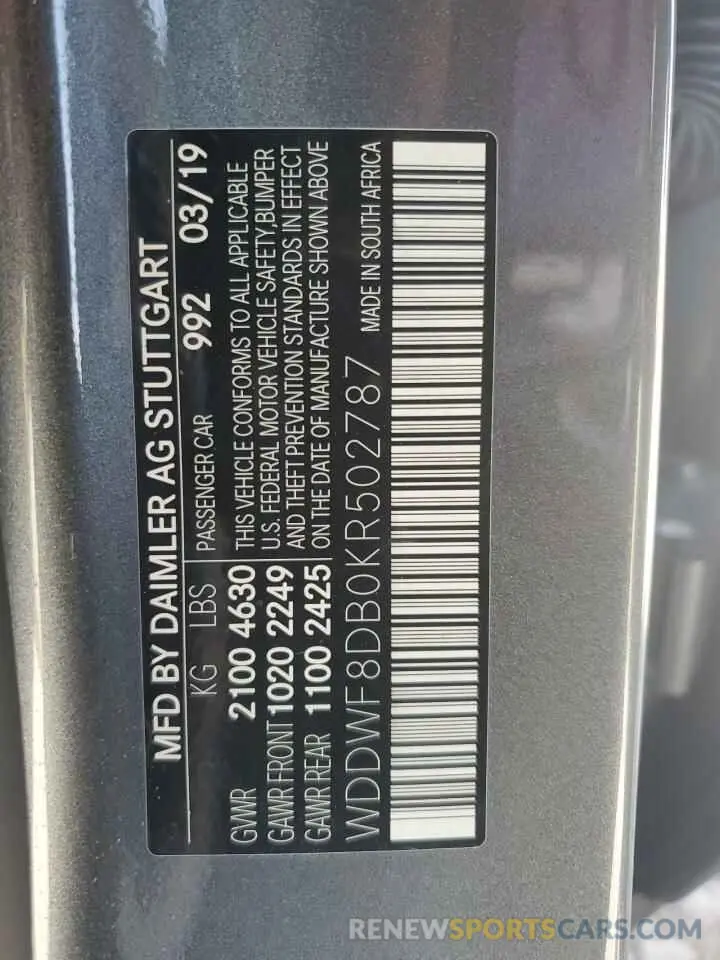 MFD BY DAIMLER AG STUTTGART
KG LBS PASSENGER CAR 992 03/19
GVWR 2100 4630 THIS VEHICLE CONFORMS TO ALL APPLICABLE
GAWR FRONT 1020 2249 U.S. FEDERAL MOTOR VEHICLE SAFETY,BUMPER
AND THEFT PREVENTION STANDARDS IN EFFECT
GAWR REAR 1100 2425 ON THE DATE OF MANUFACTURE SHOWN ABOVE
WDDWF8DB0KR502787 MADE IN SOUTH AFRICA
RENEWSPORTSCARS.COM